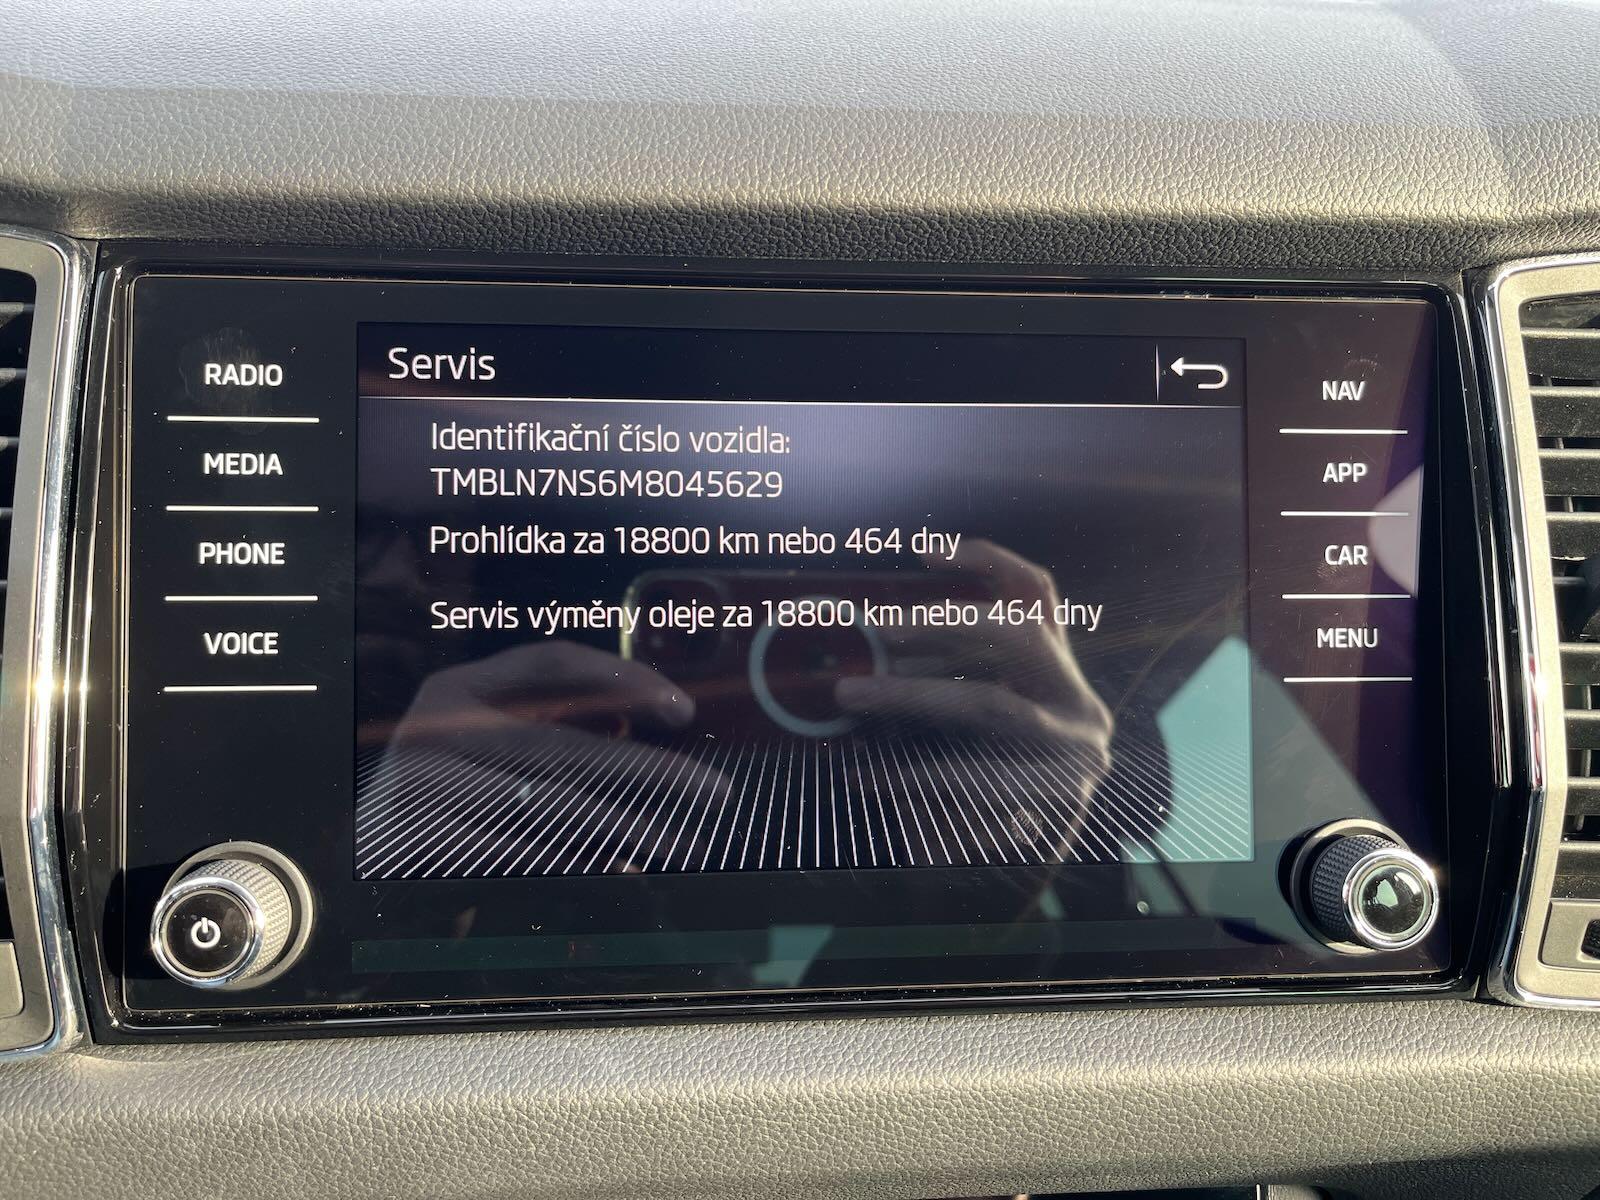 Servis
RADIO
MEDIA
PHONE
VOICE
Identifikační číslo vozidla:
TMBLN7NS6M8045629
Prohlídka za 18800 km nebo 464 dny
Servis výměny oleje za 18800 km nebo 464 dny
NAV
APP
CAR
MENU